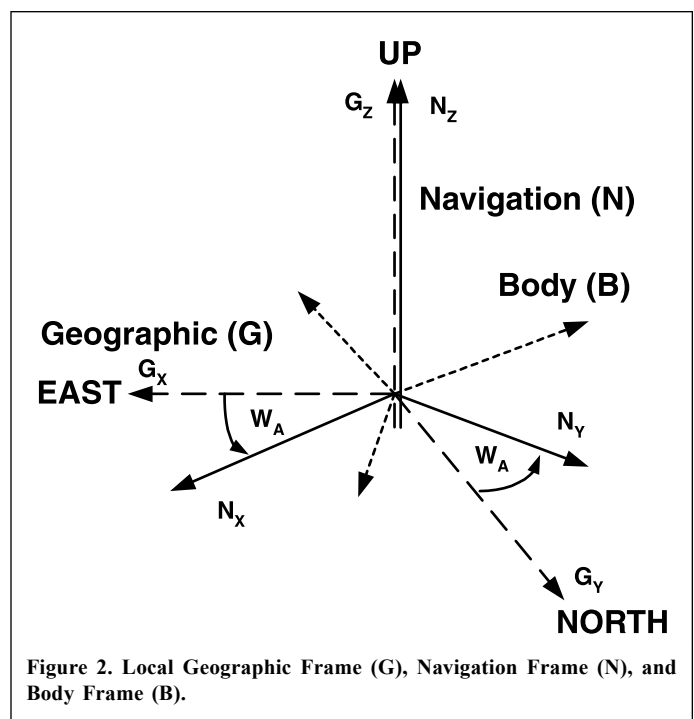 UP
G_Z N_Z
Navigation (N)
Body (B)
Geographic (G)
G_X
EAST
W_A
N_Y
W_A
N_X
G_Y
NORTH
Figure 2. Local Geographic Frame (G), Navigation Frame (N), and
Body Frame (B).